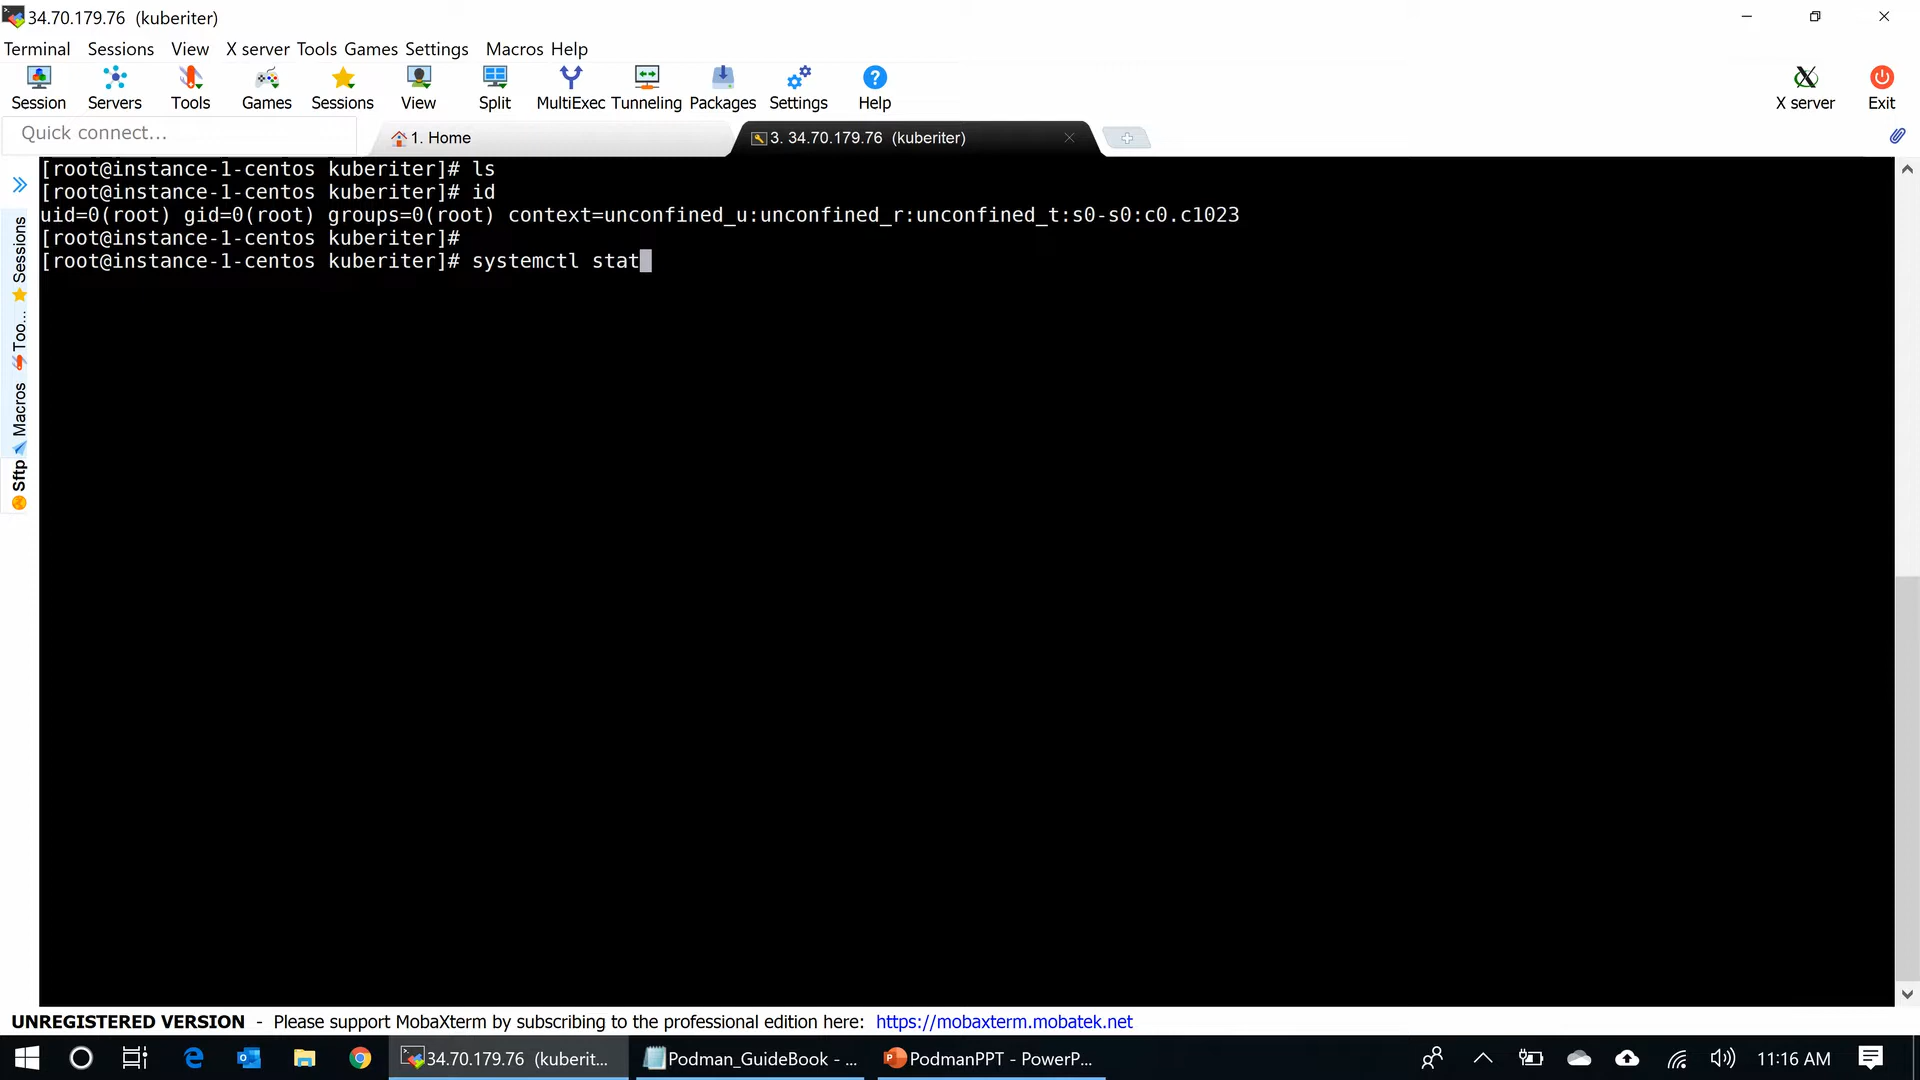 34.70.179.76 (kuberiter)
Terminal Sessions View X server Tools Games Settings Macros Help
Session Servers Tools Games Sessions View Split MultiExec Tunneling Packages Settings Help X server Exit
Quick connect...
1. Home
3. 34.70.179.76 (kuberiter)
[root@instance-1-centos kuberiter]# ls
[root@instance-1-centos kuberiter]# id
uid=0(root) gid=0(root) groups=0(root) context=unconfined_u:unconfined_r:unconfined_t:s0-s0:c0.c1023
[root@instance-1-centos kuberiter]#
[root@instance-1-centos kuberiter]# systemctl stat
Sessions
Too...
Macros
Sftp
UNREGISTERED VERSION - Please support MobaXterm by subscribing to the professional edition here: https://mobaxterm.mobatek.net
34.70.179.76 (kuberit...
Podman_GuideBook - ...
PodmanPPT - PowerP...
11:16 AM